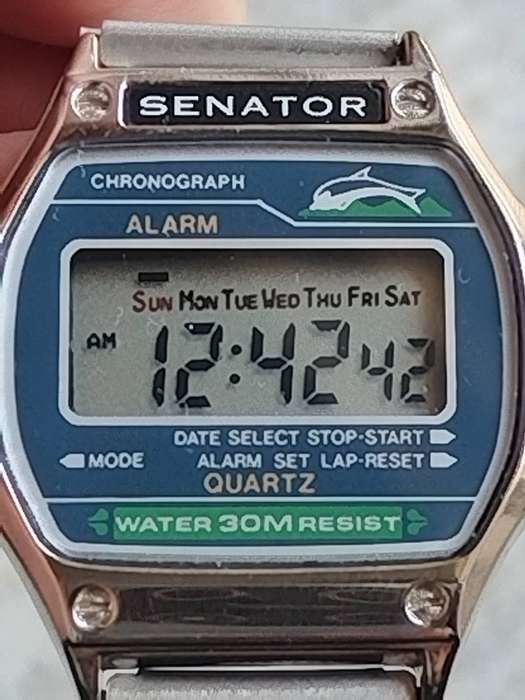 SENATOR
CHRONOGRAPH
ALARM
SUN MON TUE WED THU FRI SAT
AM 12:42 42
DATE SELECT STOP-START
MODE ALARM SET LAP-RESET
QUARTZ
WATER 30M RESIST